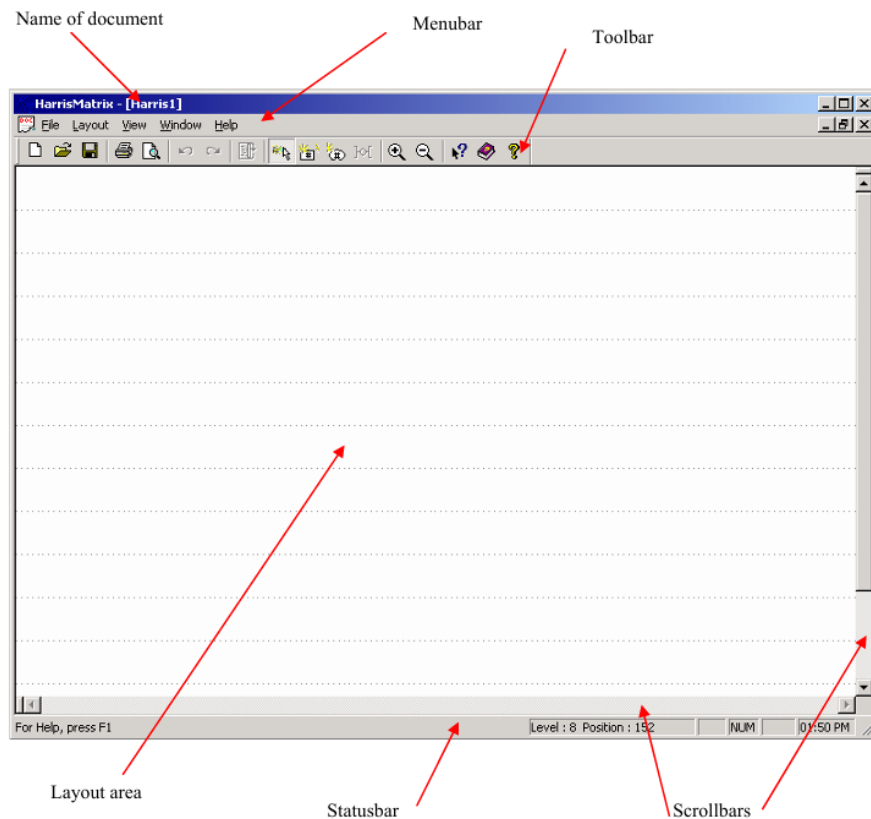 Name of document
Menubar
Toolbar
HarrisMatrix - [Harris1]
File Layout View Window Help
For Help, press F1
Level : 8 Position : 152
NUM
01:50 PM
Layout area
Statusbar
Scrollbars